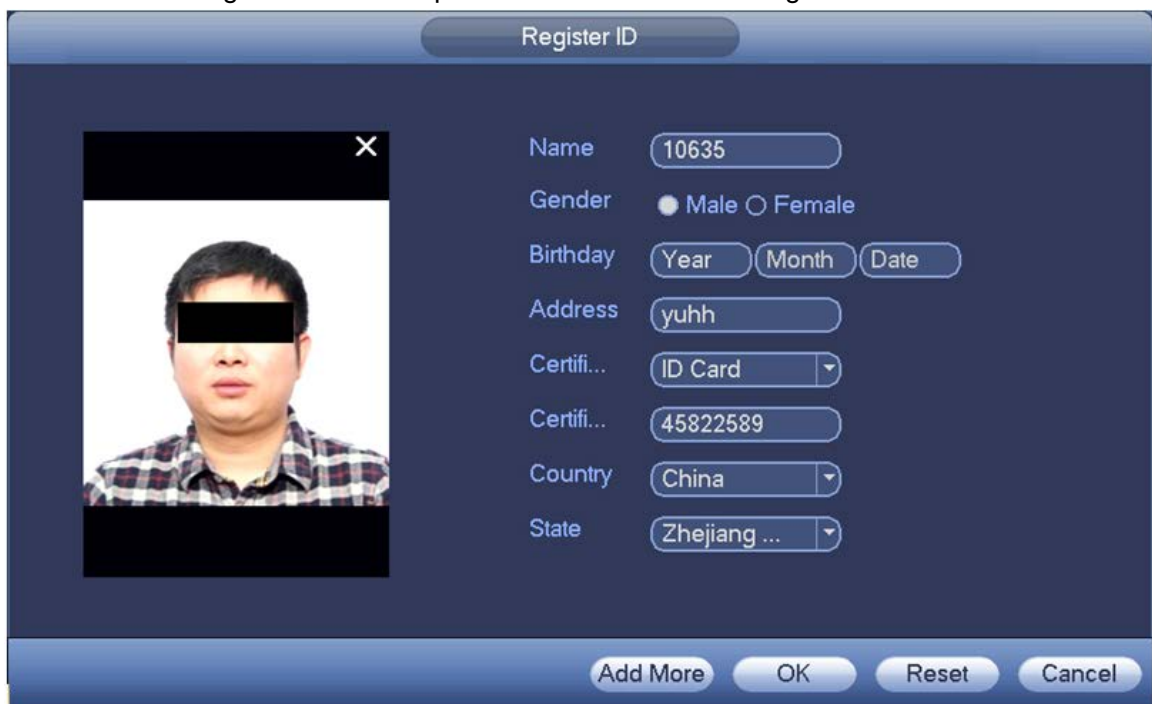 Register ID
Name 10635
Gender Male Female
Birthday Year Month Date
Address yuhh
Certifi... ID Card
Certifi... 45822589
Country China
State Zhejiang ...
Add More OK Reset Cancel